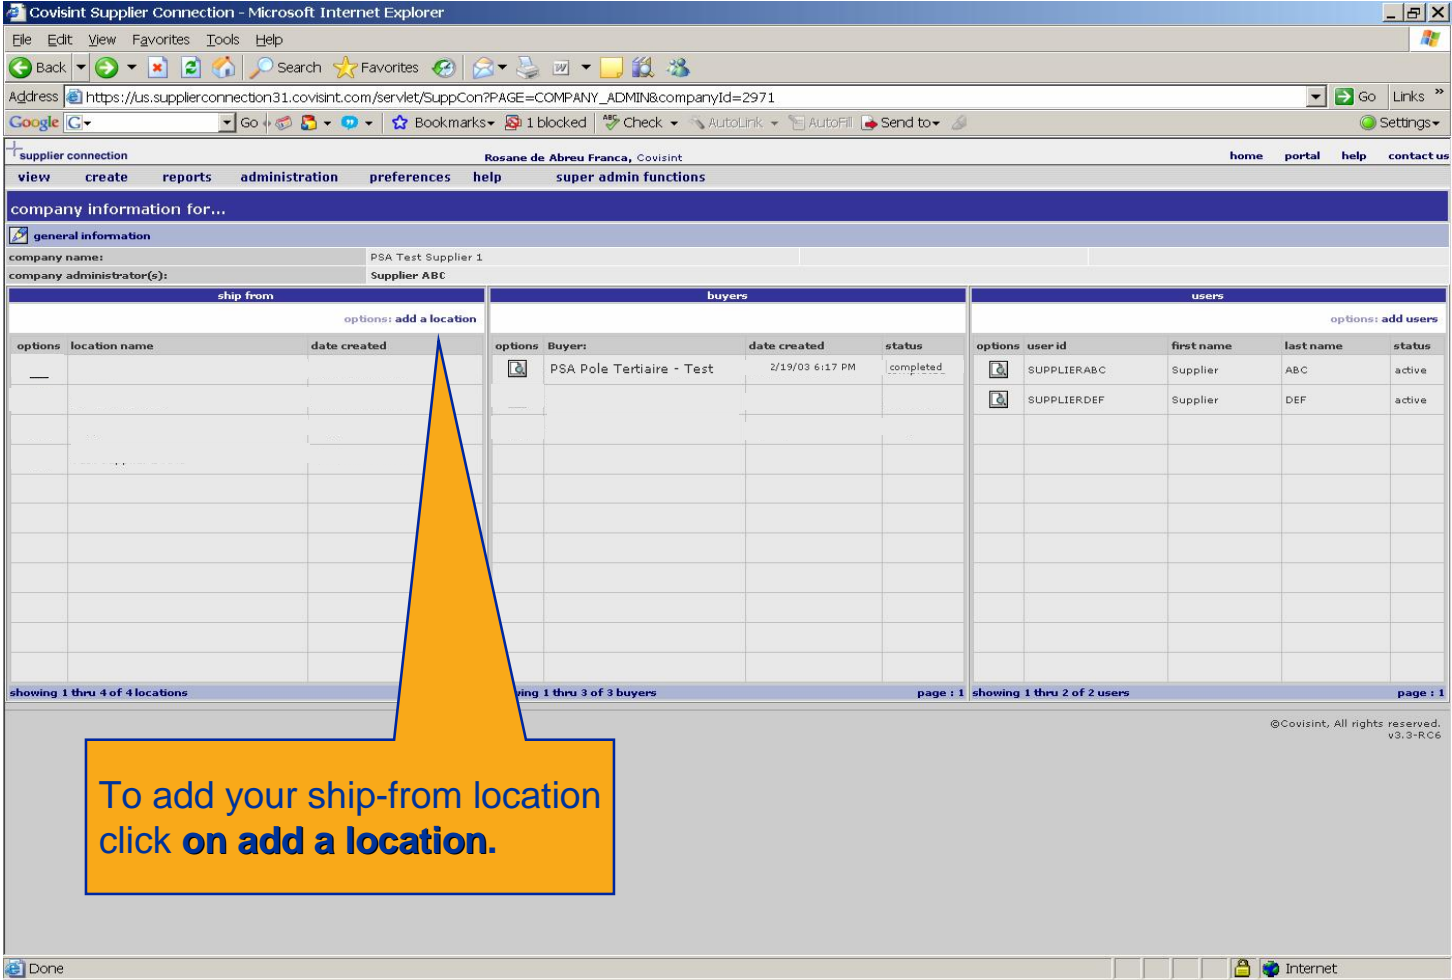 Covisint Supplier Connection - Microsoft Internet Explorer
File Edit View Favorites Tools Help
Back Search Favorites
Address https://us.supplierconnection31.covisint.com/servlet/SuppCon?PAGE=COMPANY_ADMIN&companyId=2971 Go Links »
Google G Go Bookmarks 1 blocked ABC Check AutoLink AutoFill Send to Settings
supplier connection Rosane de Abreu Franca, Covisint home portal help contact us
view create reports administration preferences help super admin functions
company information for...
general information
company name: PSA Test Supplier 1
company administrator(s): Supplier ABC
ship from buyers users
options: add a location options: add users
options location name date created options Buyer: date created status options user id first name last name status
PSA Pole Tertiaire - Test 2/19/03 6:17 PM completed SUPPLIERABC Supplier ABC active
SUPPLIERDEF Supplier DEF active
showing 1 thru 4 of 4 locations 1 thru 3 of 3 buyers page : 1 showing 1 thru 2 of 2 users page : 1
©Covisint, All rights reserved.
v3.3-RC6
To add your ship-from location
click on add a location.
Done Internet